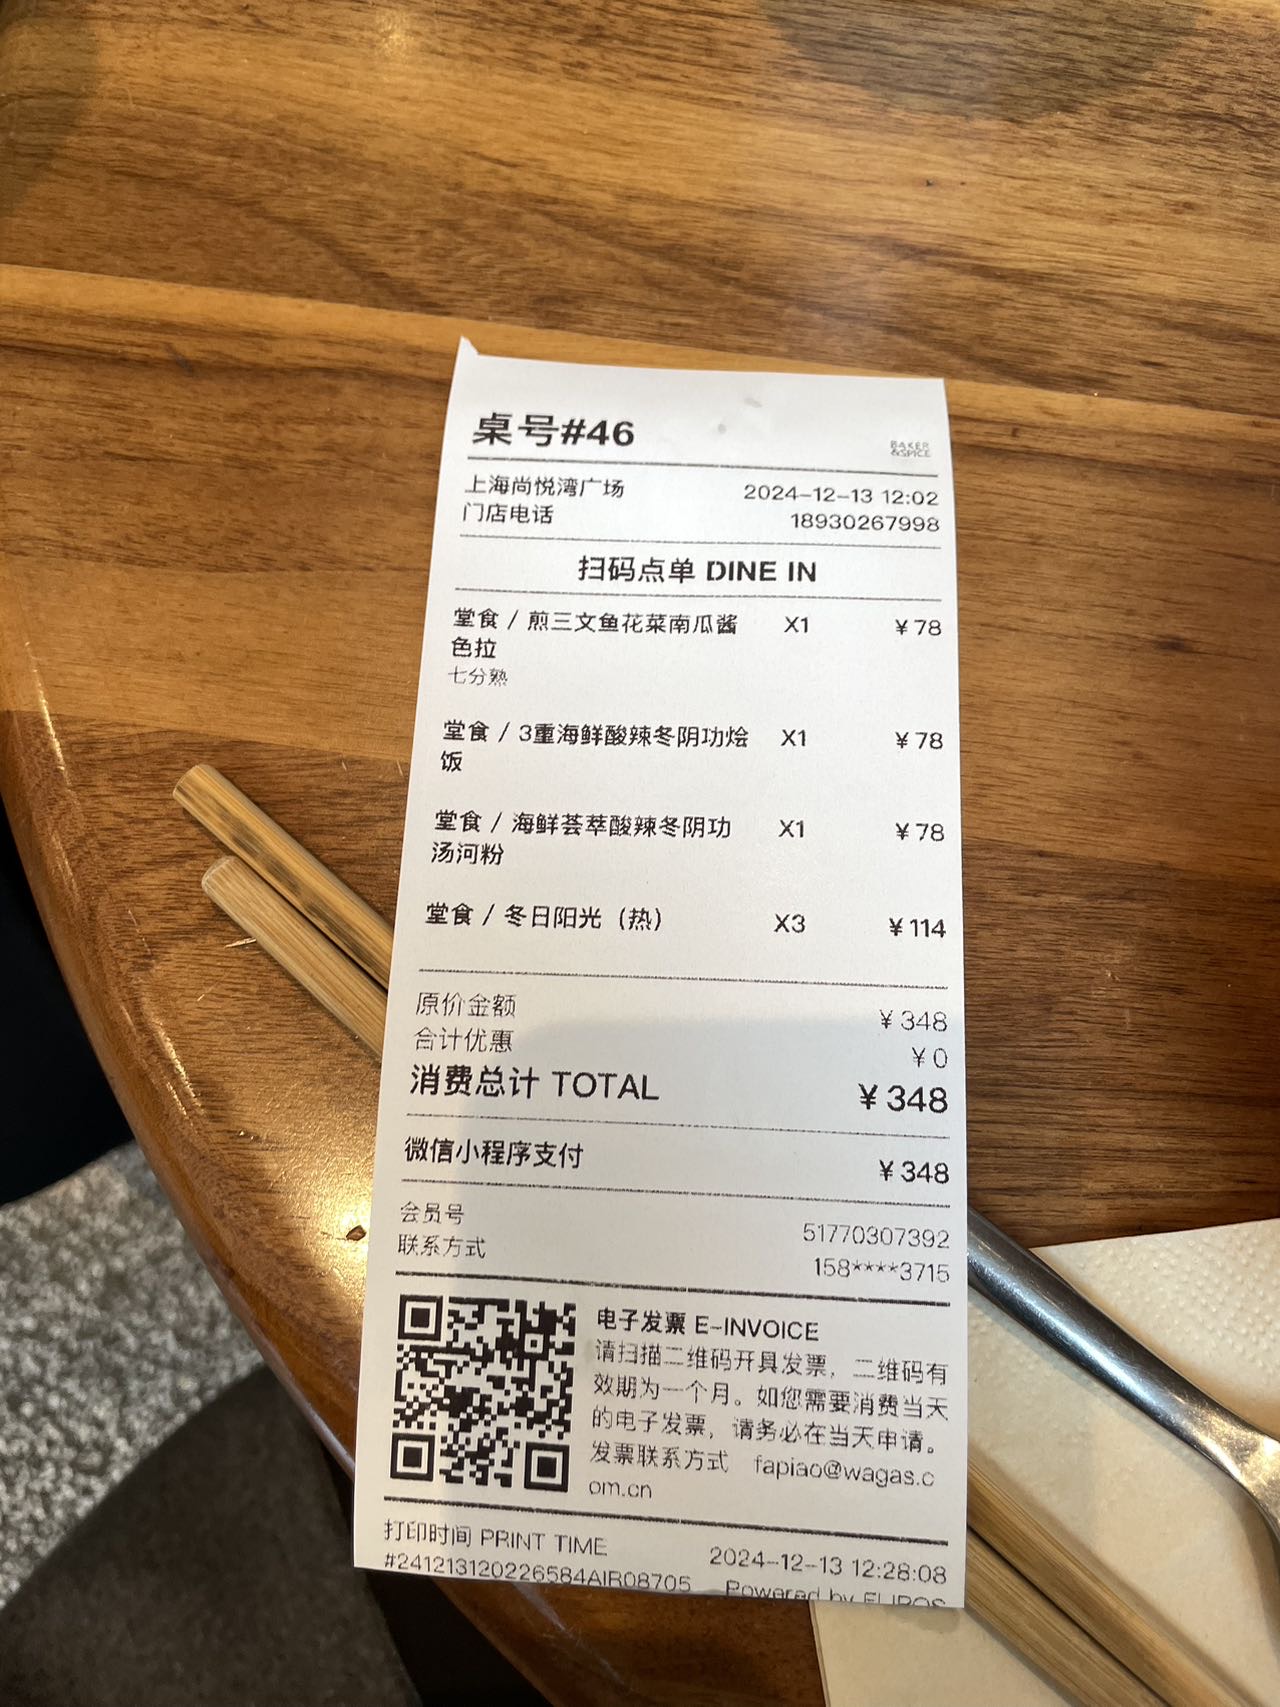 桌号#46
BAKER
&SPICE
上海尚悦湾广场 2024-12-13 12:02
门店电话 18930267998
扫码点单 DINE IN
堂食 / 煎三文鱼花菜南瓜酱 X1 ¥78
色拉
七分熟
堂食 / 3重海鲜酸辣冬阴功烩 X1 ¥78
饭
堂食 / 海鲜荟萃酸辣冬阴功 X1 ¥78
汤河粉
堂食 / 冬日阳光（热） X3 ¥114
原价金额 ¥348
合计优惠 ¥0
消费总计 TOTAL ¥348
微信小程序支付 ¥348
会员号 51770307392
联系方式 158****3715
电子发票 E-INVOICE
请扫描二维码开具发票，二维码有
效期为一个月。如您需要消费当天
的电子发票，请务必在当天申请。
发票联系方式 fapiao@wagas.c
om.cn
打印时间 PRINT TIME 2024-12-13 12:28:08
#241213120226584AIR08705 Powered by